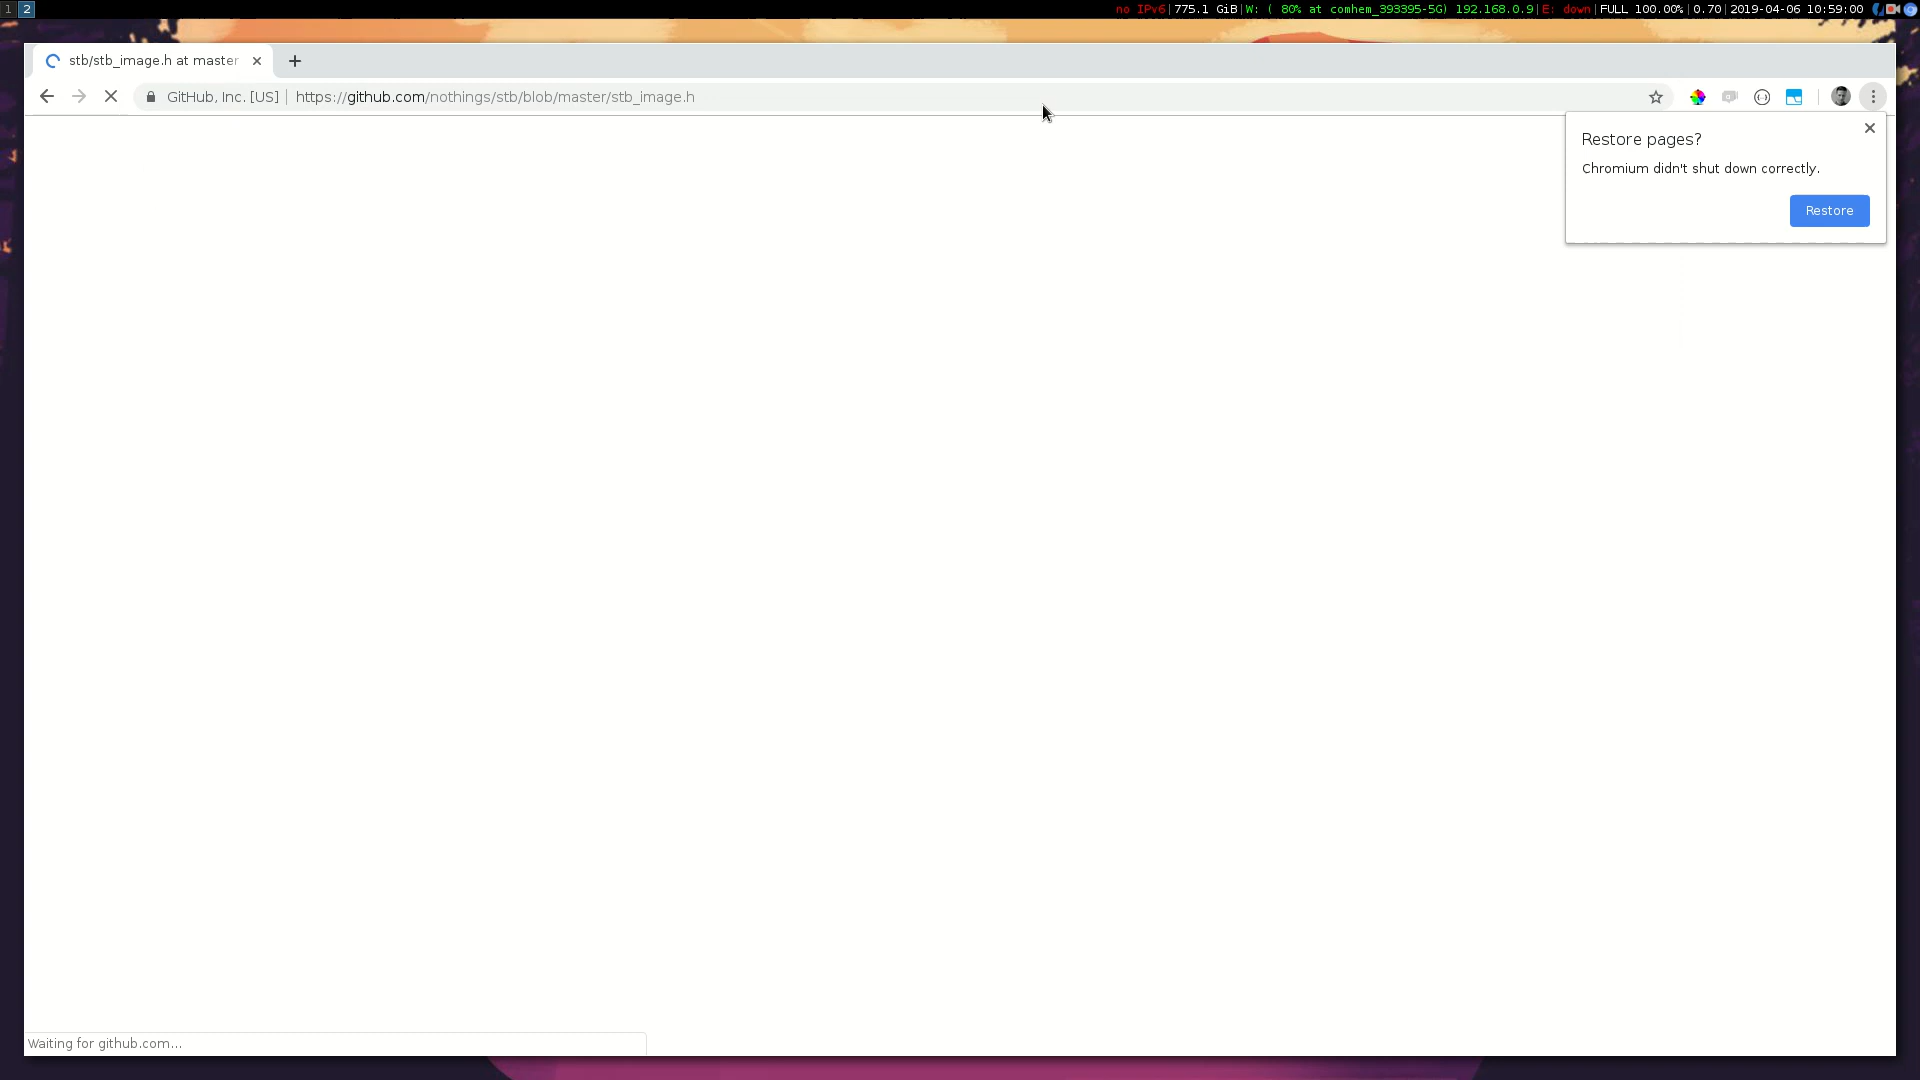 1 2 no IPv6|775.1 GiB|W: ( 80% at comhem_393395-5G) 192.168.0.9|E: down|FULL 100.00%|0.70|2019-04-06 10:59:00
stb/stb_image.h at master
GitHub, Inc. [US] | https://github.com/nothings/stb/blob/master/stb_image.h
Restore pages?
Chromium didn't shut down correctly.
Restore
Waiting for github.com...